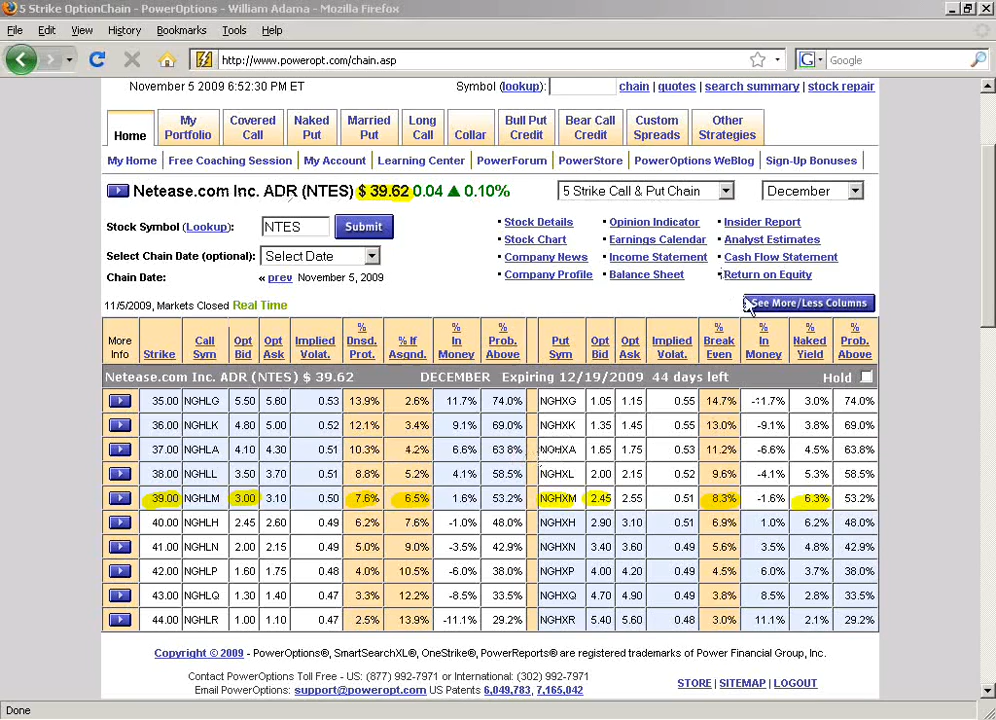 5 Strike OptionChain - PowerOptions - William Adama - Mozilla Firefox
File Edit View History Bookmarks Tools Help
http://www.poweropt.com/chain.asp Google
November 5 2009 6:52:30 PM ET Symbol (lookup): chain | quotes | search summary | stock repair
Home My Portfolio Covered Call Naked Put Married Put Long Call Collar Bull Put Credit Bear Call Credit Custom Spreads Other Strategies
My Home Free Coaching Session My Account Learning Center PowerForum PowerStore PowerOptions WeBlog Sign-Up Bonuses
Netease.com Inc. ADR (NTES) $ 39.62 0.04 ▲ 0.10% 5 Strike Call & Put Chain December
Stock Symbol (Lookup): NTES Submit
Select Chain Date (optional): Select Date
Chain Date: « prev November 5, 2009
▪ Stock Details ▪ Opinion Indicator ▪ Insider Report
▪ Stock Chart ▪ Earnings Calendar ▪ Analyst Estimates
▪ Company News ▪ Income Statement ▪ Cash Flow Statement
▪ Company Profile ▪ Balance Sheet ▪ Return on Equity
11/5/2009, Markets Closed Real Time See More/Less Columns
More Info Strike Call Sym Opt Bid Opt Ask Implied Volat. % Dnsd. Prot. % If Asgnd. % In Money % Prob. Above Put Sym Opt Bid Opt Ask Implied Volat. % Break Even % In Money % Naked Yield % Prob. Above
Netease.com Inc. ADR (NTES) $ 39.62 DECEMBER Expiring 12/19/2009 44 days left Hold
35.00 NGHLG 5.50 5.80 0.53 13.9% 2.6% 11.7% 74.0% NGHXG 1.05 1.15 0.55 14.7% -11.7% 3.0% 74.0%
36.00 NGHLK 4.80 5.00 0.52 12.1% 3.4% 9.1% 69.0% NGHXK 1.35 1.45 0.55 13.0% -9.1% 3.8% 69.0%
37.00 NGHLA 4.10 4.30 0.51 10.3% 4.2% 6.6% 63.8% NGHXA 1.65 1.75 0.53 11.2% -6.6% 4.5% 63.8%
38.00 NGHLL 3.50 3.70 0.51 8.8% 5.2% 4.1% 58.5% NGHXL 2.00 2.15 0.52 9.6% -4.1% 5.3% 58.5%
39.00 NGHLM 3.00 3.10 0.50 7.6% 6.5% 1.6% 53.2% NGHXM 2.45 2.55 0.51 8.3% -1.6% 6.3% 53.2%
40.00 NGHLH 2.45 2.60 0.49 6.2% 7.6% -1.0% 48.0% NGHXH 2.90 3.10 0.51 6.9% 1.0% 6.2% 48.0%
41.00 NGHLN 2.00 2.15 0.49 5.0% 9.0% -3.5% 42.9% NGHXN 3.40 3.60 0.49 5.6% 3.5% 4.8% 42.9%
42.00 NGHLP 1.60 1.75 0.48 4.0% 10.5% -6.0% 38.0% NGHXP 4.00 4.20 0.49 4.5% 6.0% 3.7% 38.0%
43.00 NGHLQ 1.30 1.40 0.47 3.3% 12.2% -8.5% 33.5% NGHXQ 4.70 4.90 0.49 3.8% 8.5% 2.8% 33.5%
44.00 NGHLR 1.00 1.10 0.47 2.5% 13.9% -11.1% 29.2% NGHXR 5.40 5.60 0.48 3.0% 11.1% 2.1% 29.2%
Copyright © 2009 - PowerOptions®, SmartSearchXL®, OneStrike®, PowerReports® are registered trademarks of Power Financial Group, Inc.
Contact PowerOptions Toll Free - US: (877) 992-7971 or International: (302) 992-7971
Email PowerOptions: support@poweropt.com US Patents 6,049,783, 7,165,042
STORE | SITEMAP | LOGOUT
Done